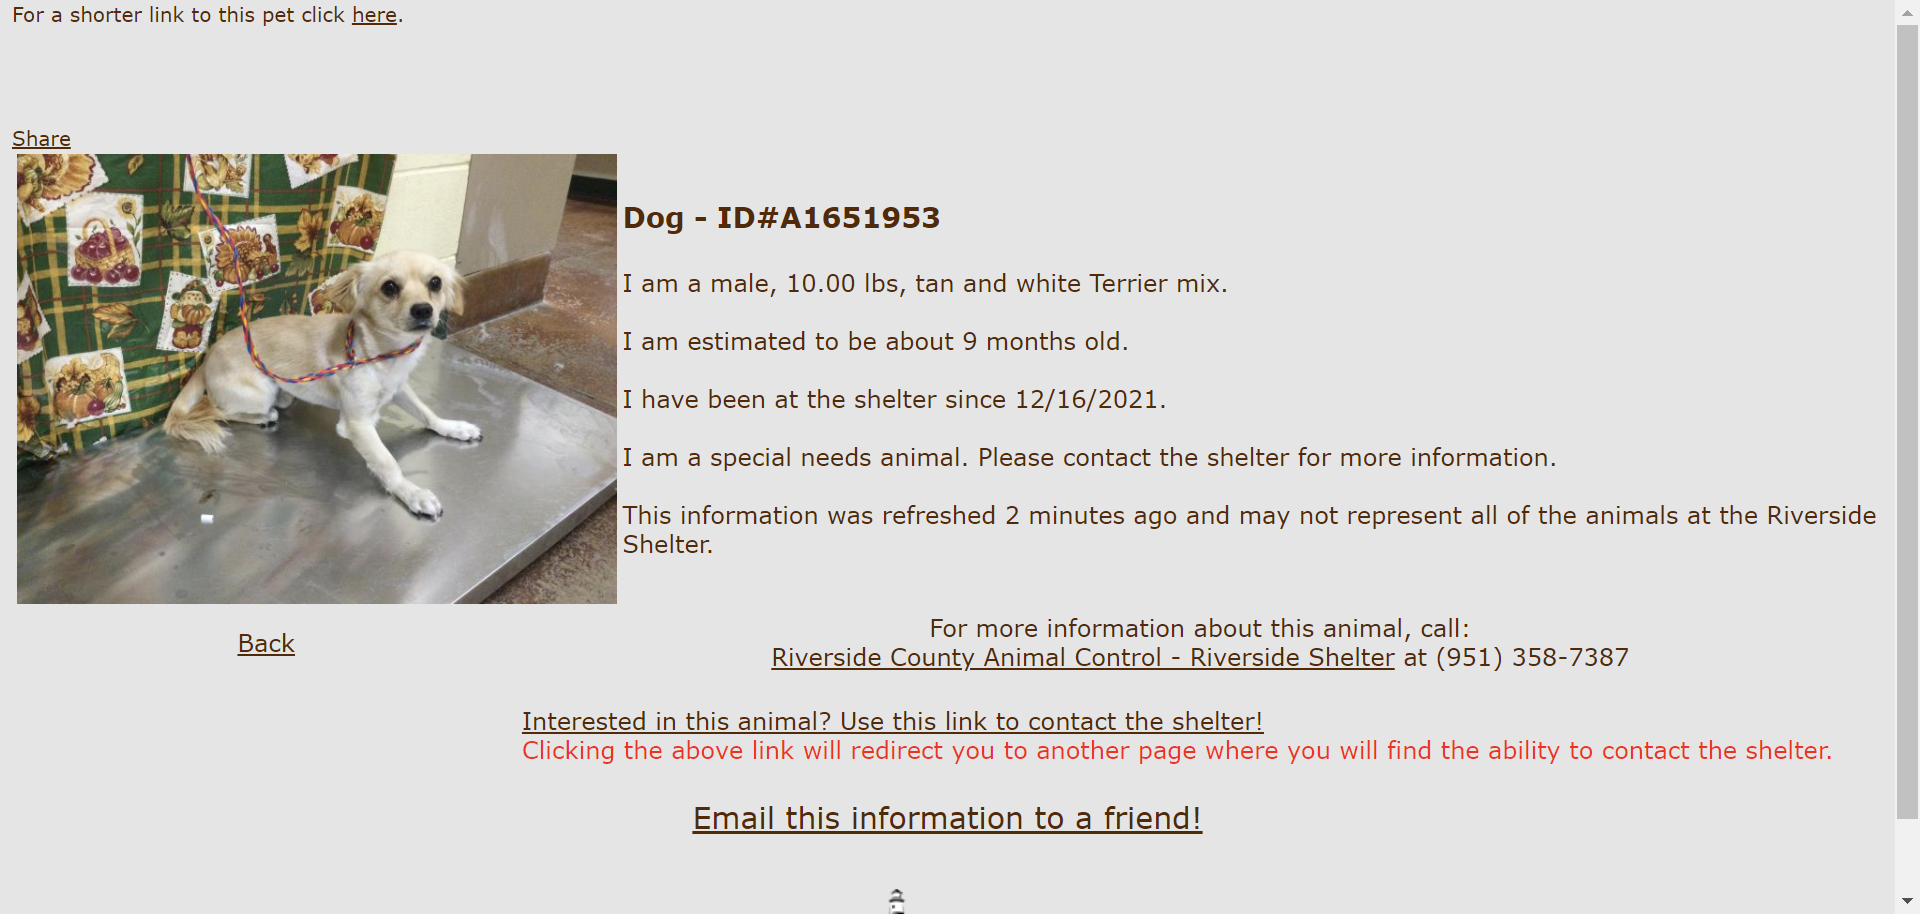 For a shorter link to this pet click here.
Share
Dog - ID#A1651953
I am a male, 10.00 lbs, tan and white Terrier mix.
I am estimated to be about 9 months old.
I have been at the shelter since 12/16/2021.
I am a special needs animal. Please contact the shelter for more information.
This information was refreshed 2 minutes ago and may not represent all of the animals at the Riverside
Shelter.
Back
For more information about this animal, call:
Riverside County Animal Control - Riverside Shelter at (951) 358-7387
Interested in this animal? Use this link to contact the shelter!
Clicking the above link will redirect you to another page where you will find the ability to contact the shelter.
Email this information to a friend!